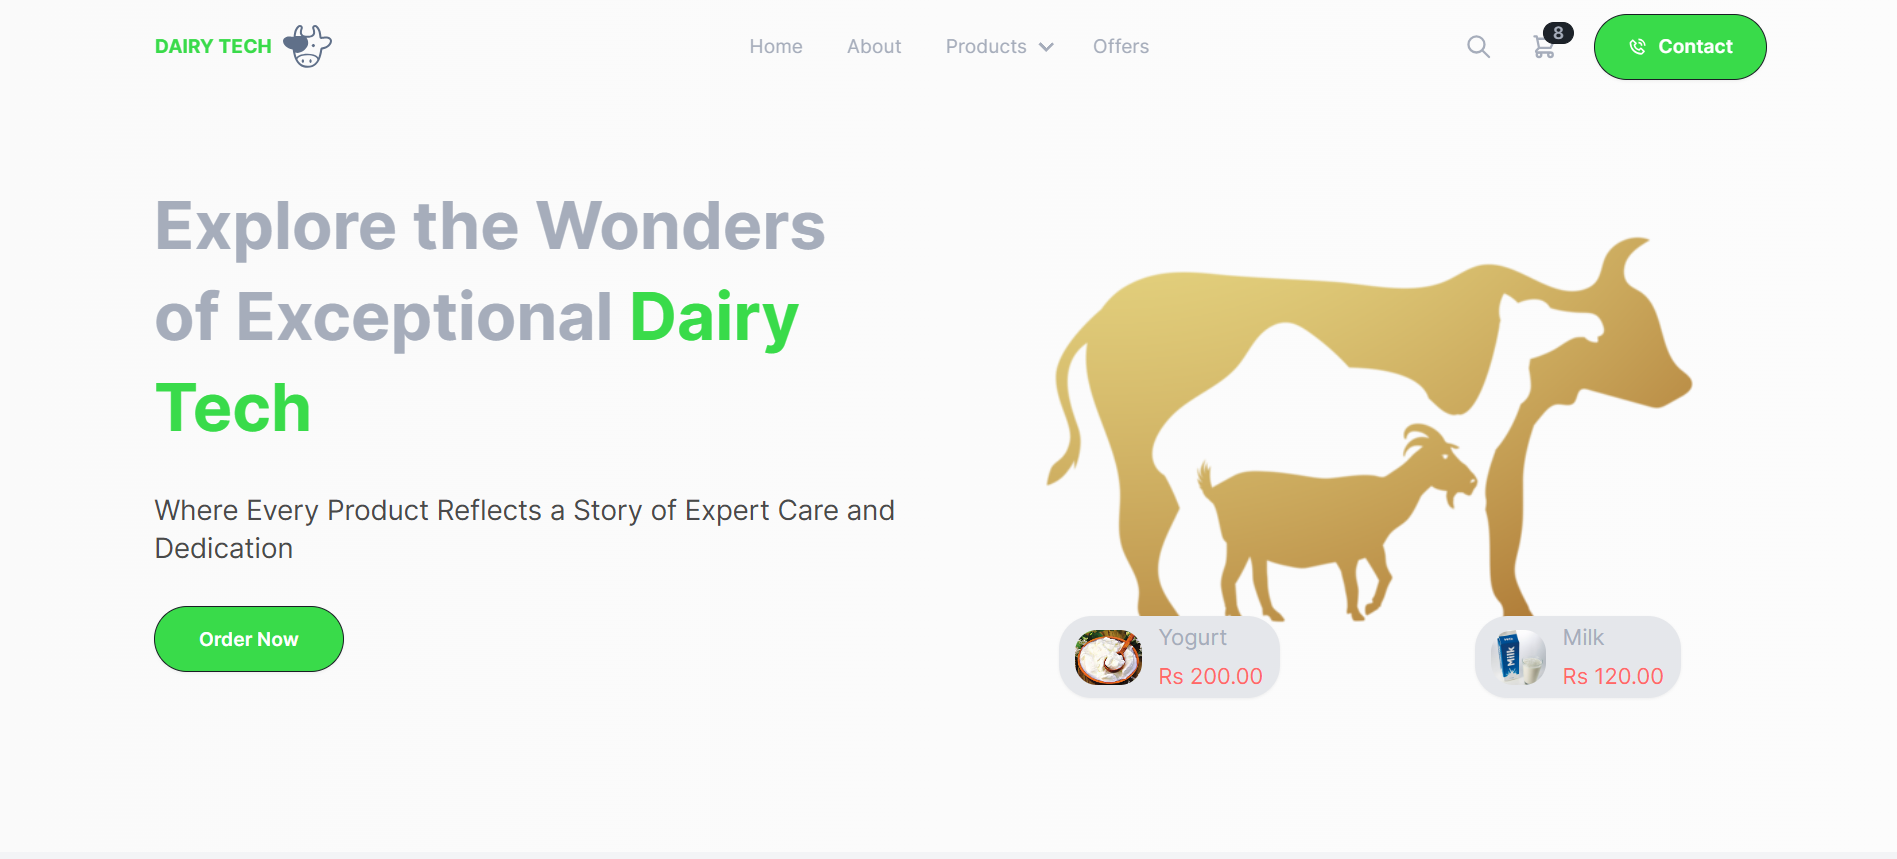 DAIRY TECH
Home
About
Products
Offers
8
Contact
Explore the Wonders
of Exceptional Dairy
Tech
Where Every Product Reflects a Story of Expert Care and
Dedication
Order Now
Yogurt
Rs 200.00
Milk
Milk
Rs 120.00